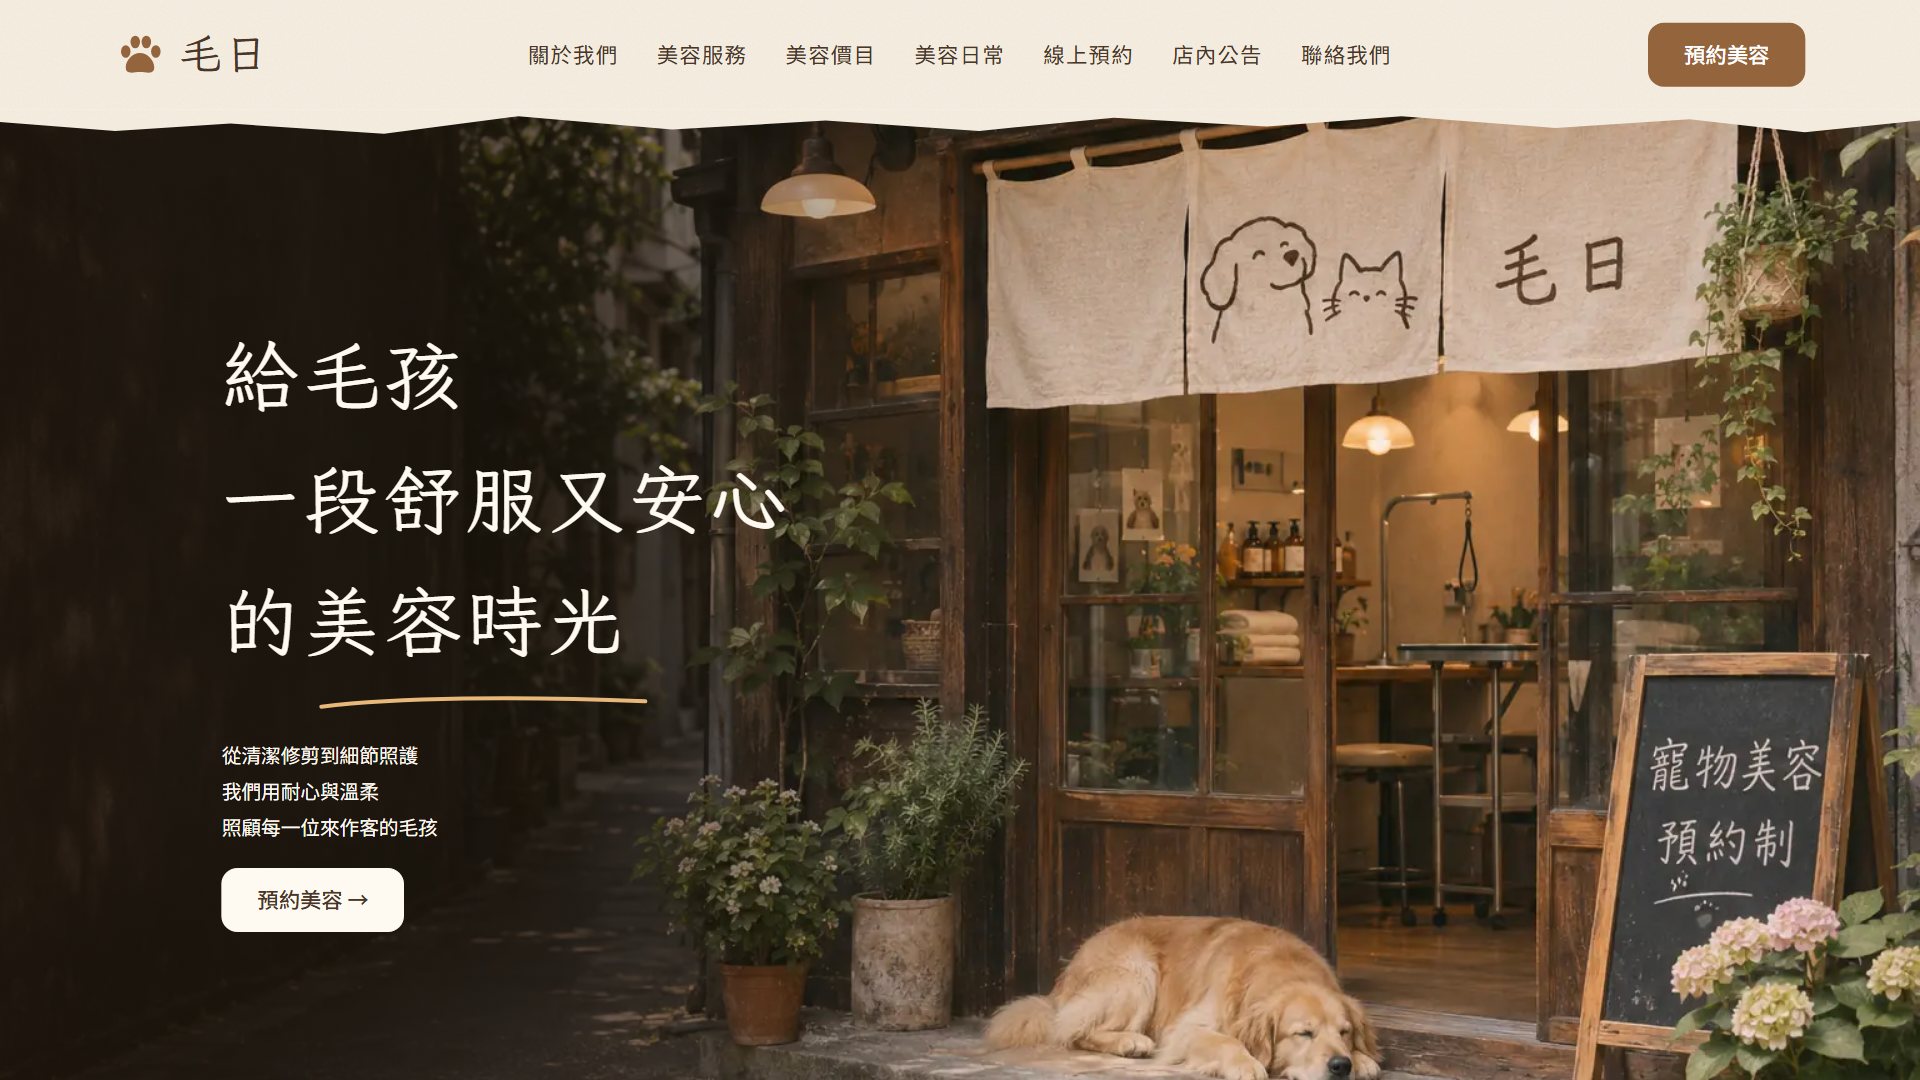 毛日
關於我們 美容服務 美容價目 美容日常 線上預約 店內公告 聯絡我們
預約美容
毛日
給毛孩
一段舒服又安心
的美容時光
從清潔修剪到細節照護
我們用耐心與溫柔
照顧每一位來作客的毛孩
預約美容 →
寵物美容
預約制